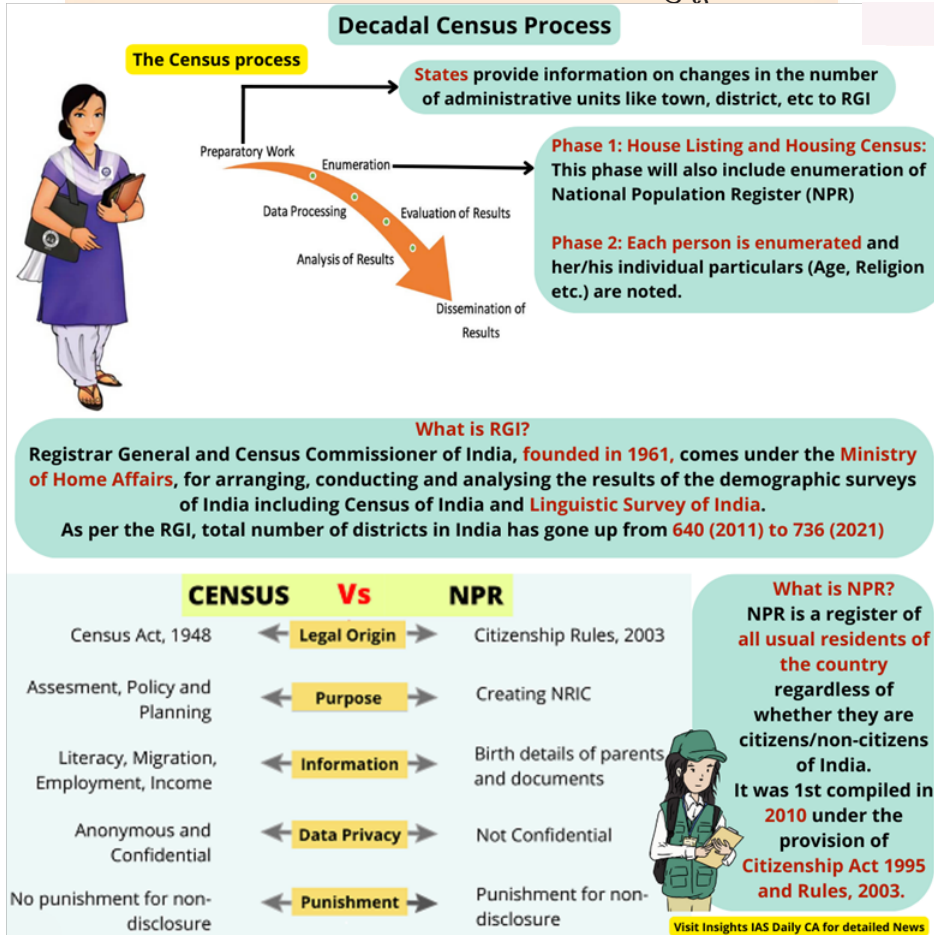 Decadal Census Process
The Census process
States provide information on changes in the number
of administrative units like town, district, etc to RGI
Preparatory Work
Enumeration
Data Processing
Evaluation of Results
Analysis of Results
Dissemination of
Results
Phase 1: House Listing and Housing Census:
This phase will also include enumeration of
National Population Register (NPR)
Phase 2: Each person is enumerated and
her/his individual particulars (Age, Religion
etc.) are noted.
What is RGI?
Registrar General and Census Commissioner of India, founded in 1961, comes under the Ministry
of Home Affairs, for arranging, conducting and analysing the results of the demographic surveys
of India including Census of India and Linguistic Survey of India.
As per the RGI, total number of districts in India has gone up from 640 (2011) to 736 (2021)
CENSUS Vs NPR
Census Act, 1948
Legal Origin
Citizenship Rules, 2003
Assesment, Policy and
Planning
Purpose
Creating NRIC
Literacy, Migration,
Employment, Income
Information
Birth details of parents
and documents
Anonymous and
Confidential
Data Privacy
Not Confidential
No punishment for non-
disclosure
Punishment
Punishment for non-
disclosure
What is NPR?
NPR is a register of
all usual residents of
the country
regardless of
whether they are
citizens/non-citizens
of India.
It was 1st compiled in
2010 under the
provision of
Citizenship Act 1995
and Rules, 2003.
Visit Insights IAS Daily CA for detailed News